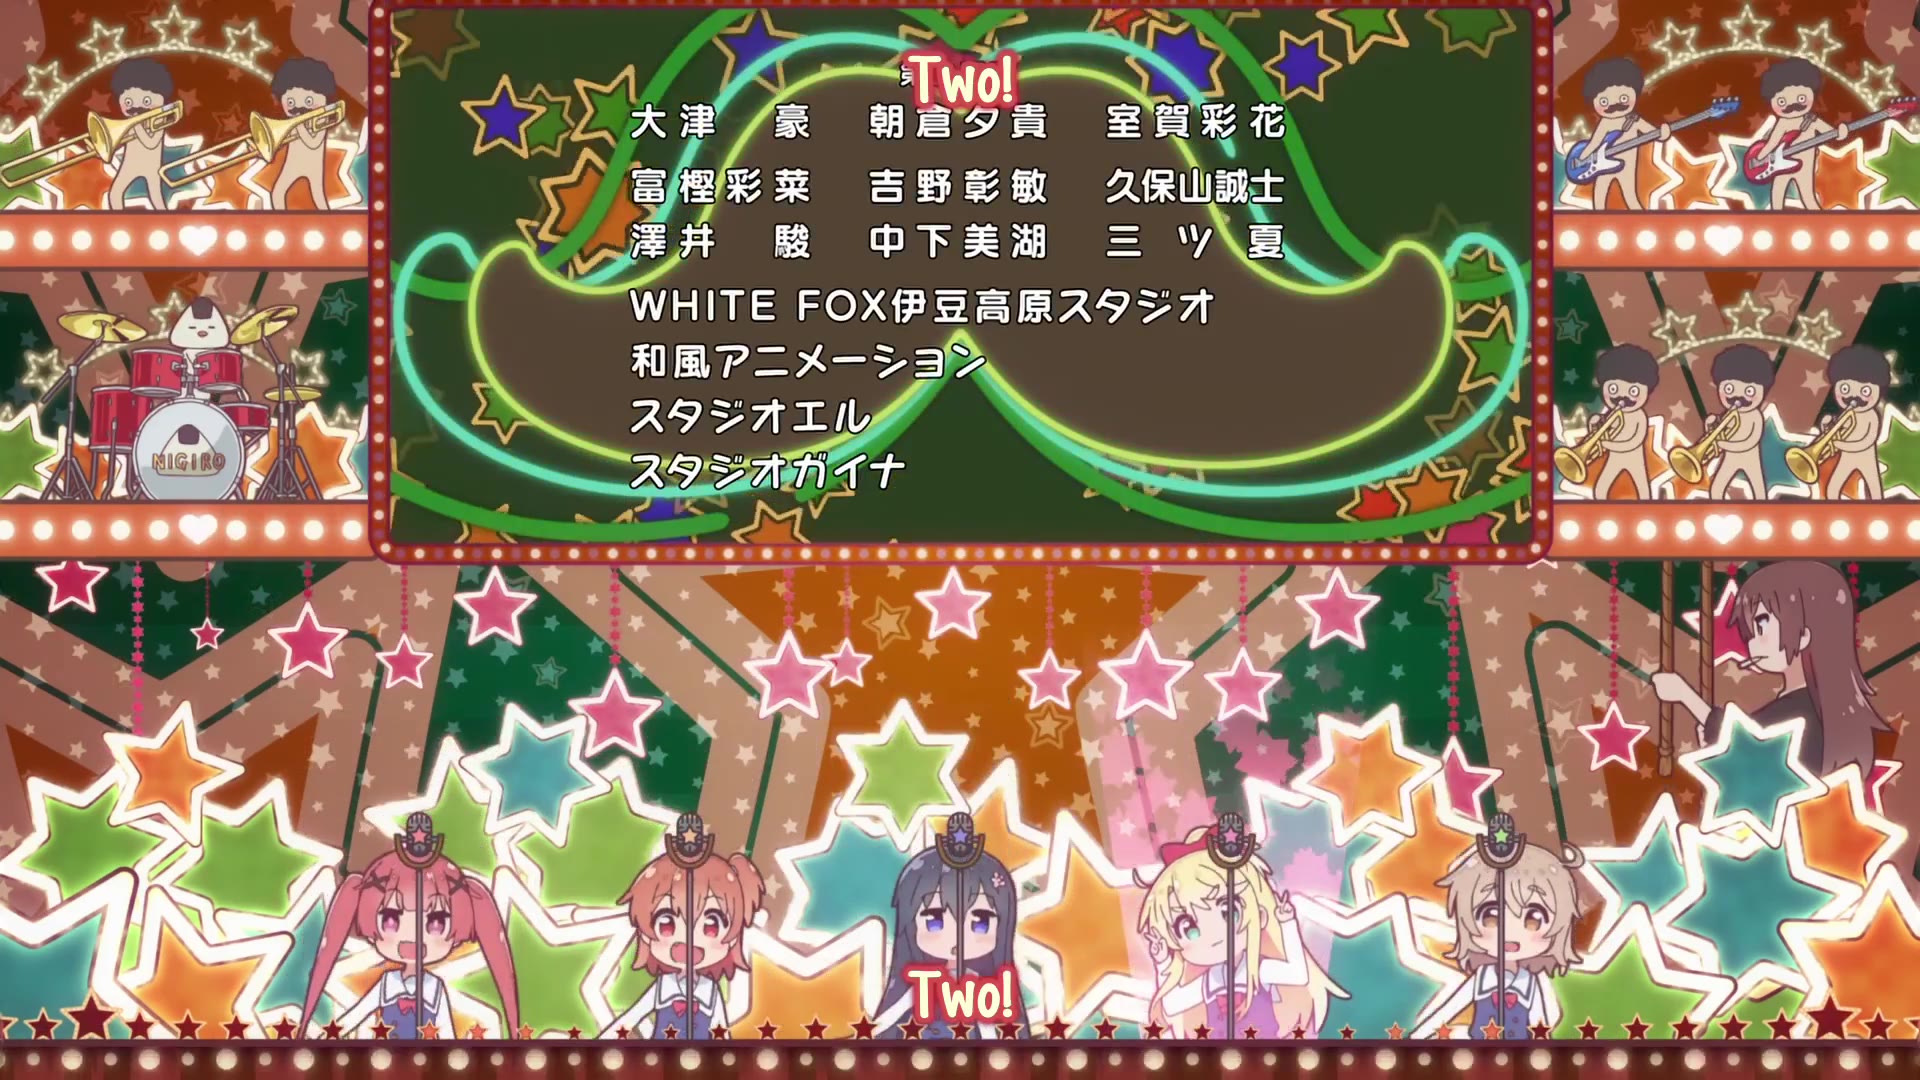 Two!
大津 豪 朝倉夕貴 室賀彩花
富樫彩菜 吉野彰敏 久保山誠士
澤井 駿 中下美湖 三ツ 夏
WHITE FOX伊豆高原スタジオ
和風アニメーション
スタジオエル
スタジオガイナ
NIGIRO
Two!